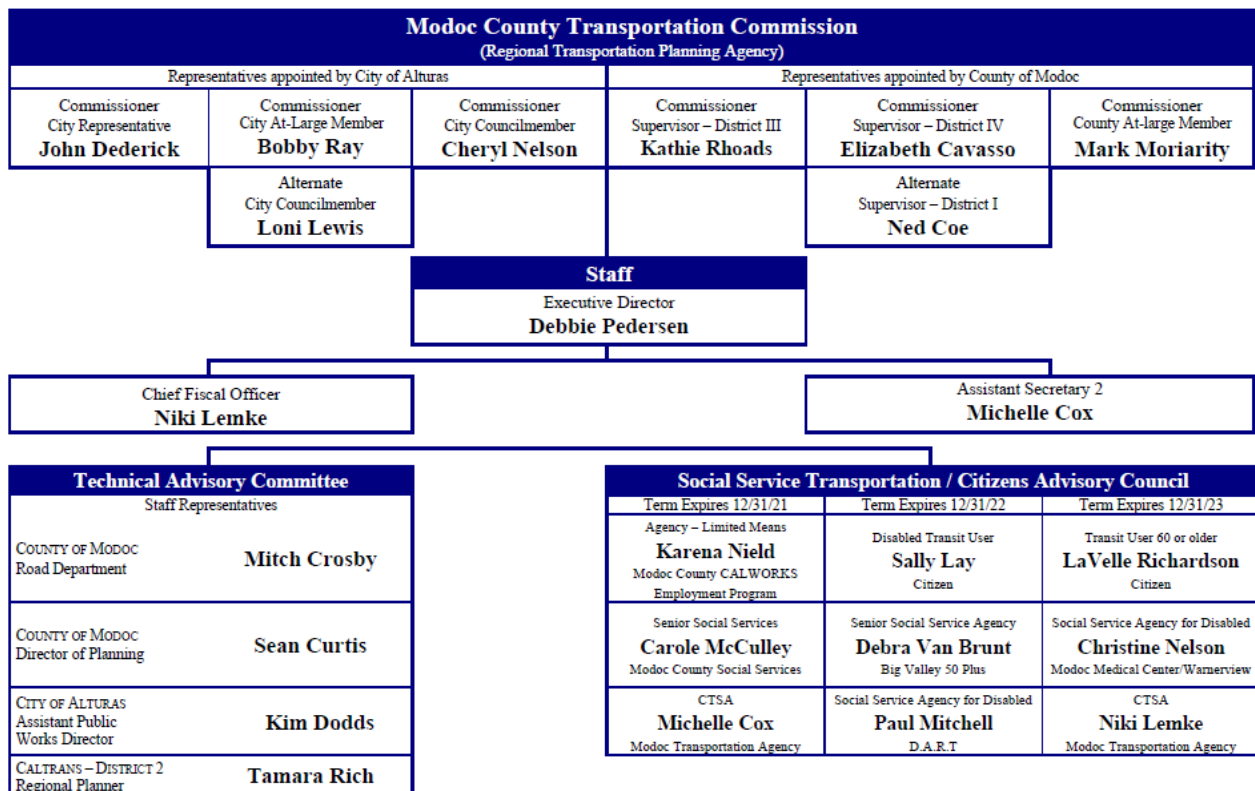 Modoc County Transportation Commission
(Regional Transportation Planning Agency)
Representatives appointed by City of Alturas
Representatives appointed by County of Modoc
Commissioner
City Representative
John Dederick
Commissioner
City At-Large Member
Bobby Ray
Commissioner
City Councilmember
Cheryl Nelson
Commissioner
Supervisor – District III
Kathie Rhoads
Commissioner
Supervisor – District IV
Elizabeth Cavasso
Commissioner
County At-large Member
Mark Moriarity
Alternate
City Councilmember
Loni Lewis
Alternate
Supervisor – District I
Ned Coe
Staff
Executive Director
Debbie Pedersen
Chief Fiscal Officer
Niki Lemke
Assistant Secretary 2
Michelle Cox
Technical Advisory Committee
Staff Representatives
COUNTY OF MODOC
Road Department
Mitch Crosby
COUNTY OF MODOC
Director of Planning
Sean Curtis
CITY OF ALTURAS
Assistant Public
Works Director
Kim Dodds
CALTRANS – DISTRICT 2
Regional Planner
Tamara Rich
Social Service Transportation / Citizens Advisory Council
Term Expires 12/31/21
Term Expires 12/31/22
Term Expires 12/31/23
Agency – Limited Means
Karena Nield
Modoc County CALWORKS
Employment Program
Disabled Transit User
Sally Lay
Citizen
Transit User 60 or older
LaVelle Richardson
Citizen
Senior Social Services
Carole McCulley
Modoc County Social Services
Senior Social Service Agency
Debra Van Brunt
Big Valley 50 Plus
Social Service Agency for Disabled
Christine Nelson
Modoc Medical Center/Warnerview
CTSA
Michelle Cox
Modoc Transportation Agency
Social Service Agency for Disabled
Paul Mitchell
D.A.R.T
CTSA
Niki Lemke
Modoc Transportation Agency